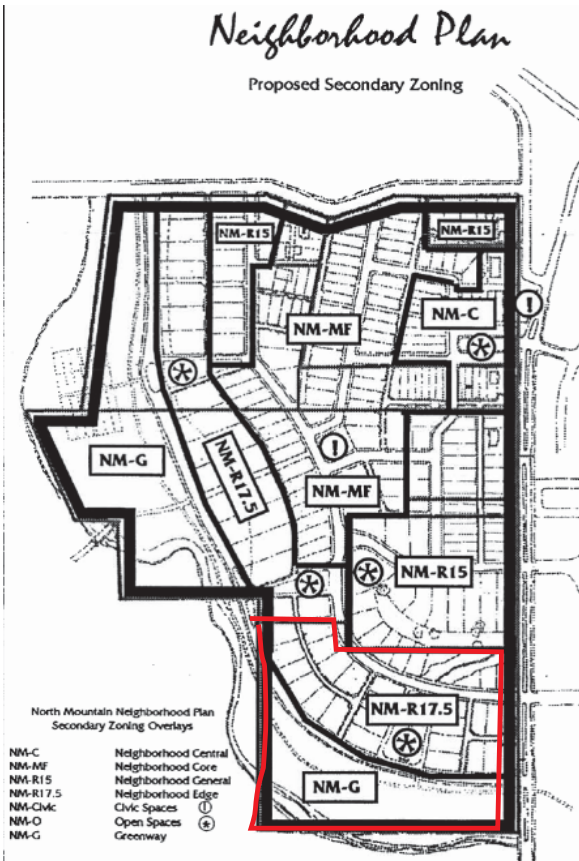 Neighborhood Plan
Proposed Secondary Zoning
NM-R15
NM-R15
NM-C
NM-MF
NM-G
NM-R17.5
NM-MF
NM-R15
NM-R17.5
NM-G
North Mountain Neighborhood Plan
Secondary Zoning Overlays
NM-C Neighborhood Central
NM-MF Neighborhood Core
NM-R15 Neighborhood General
NM-R17.5 Neighborhood Edge
NM-Civic Civic Spaces
NM-O Open Spaces
NM-G Greenway